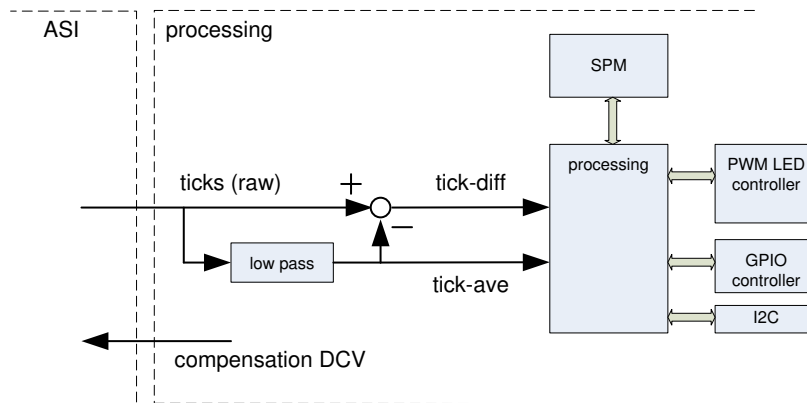 ASI
processing
SPM
processing
PWM LED
controller
ticks (raw)
+
tick-diff
−
low pass
GPIO
controller
tick-ave
I2C
compensation DCV